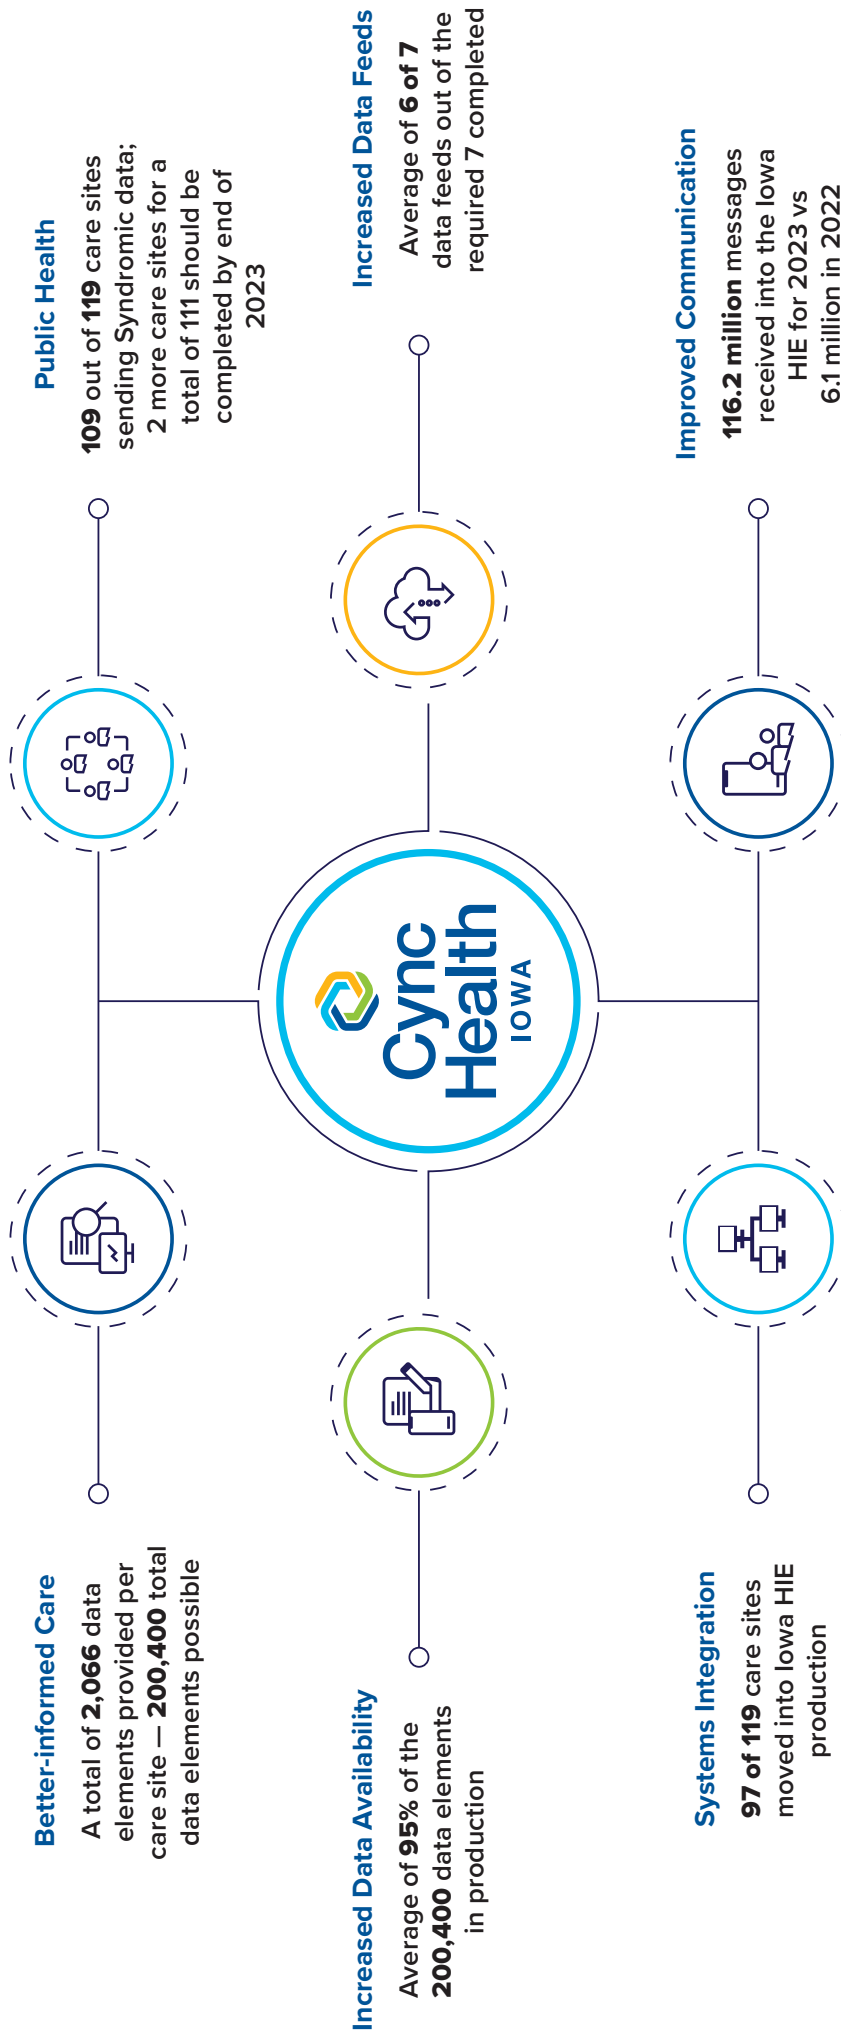 Better-informed Care
A total of 2,066 data
elements provided per
care site — 200,400 total
data elements possible
Public Health
109 out of 119 care sites
sending Syndromic data;
2 more care sites for a
total of 111 should be
completed by end of
2023
Increased Data Availability
Average of 95% of the
200,400 data elements
in production
Cync
Health
IOWA
Increased Data Feeds
Average of 6 of 7
data feeds out of the
required 7 completed
Systems Integration
97 of 119 care sites
moved into Iowa HIE
production
Improved Communication
116.2 million messages
received into the Iowa
HIE for 2023 vs
6.1 million in 2022